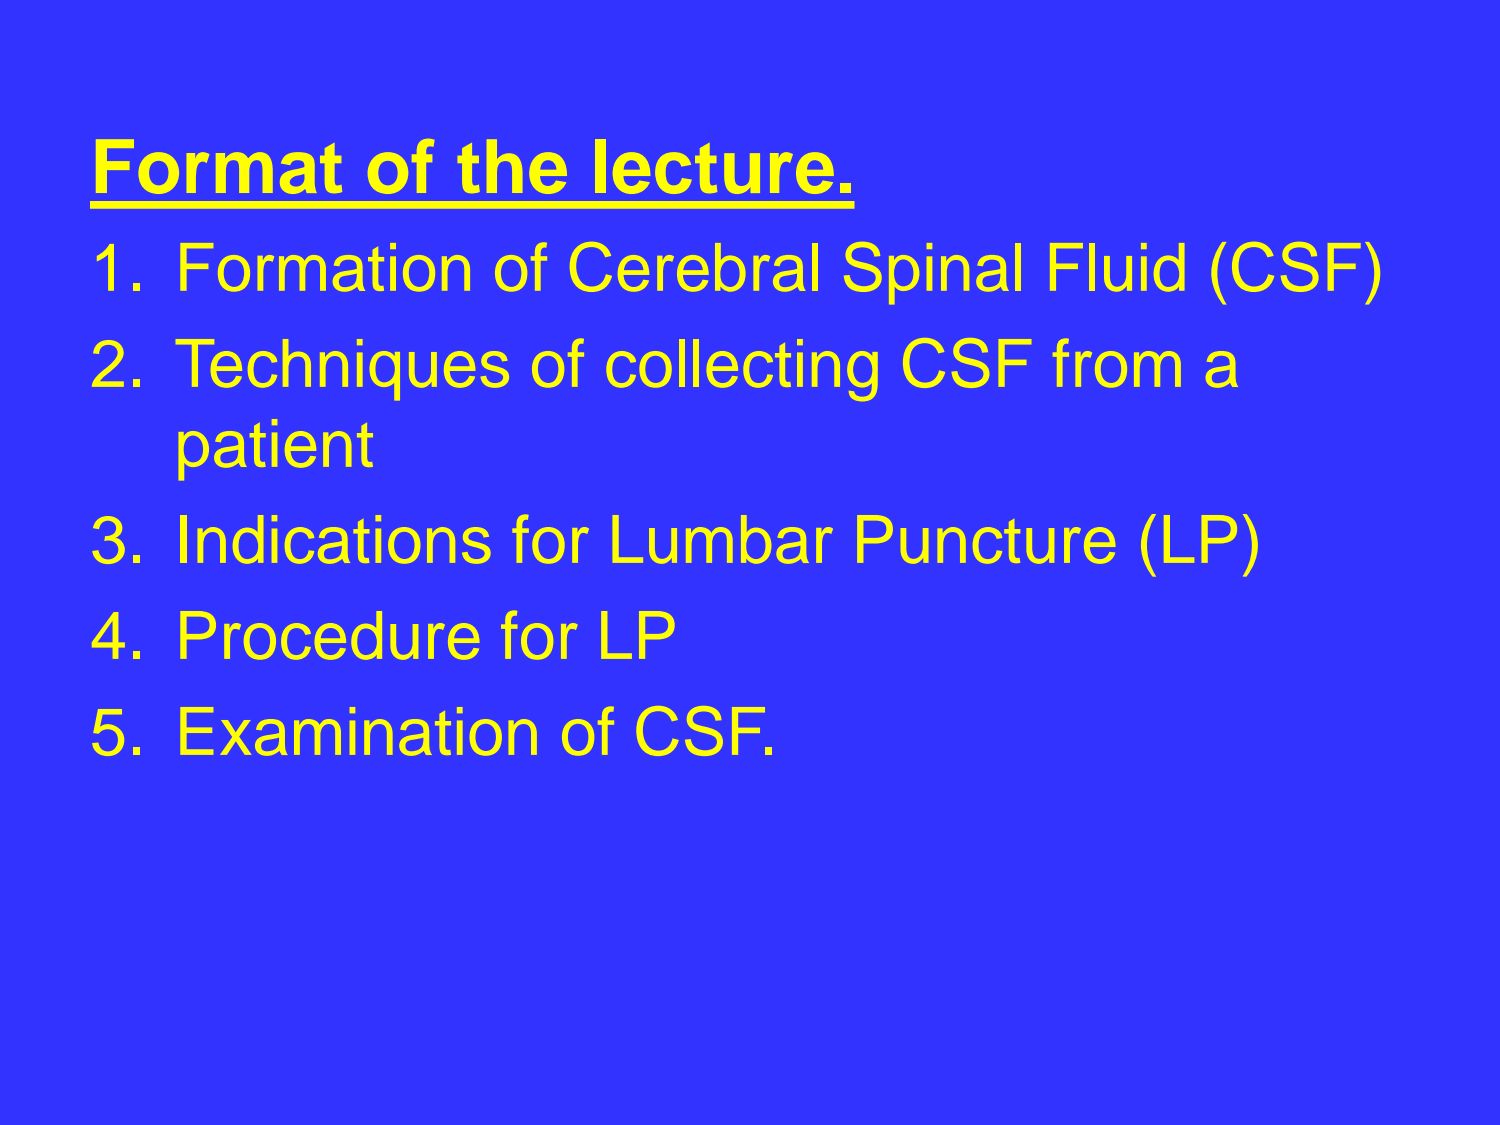 Format of the lecture.
1. Formation of Cerebral Spinal Fluid (CSF)
2. Techniques of collecting CSF from a
patient
3. Indications for Lumbar Puncture (LP)
4. Procedure for LP
5. Examination of CSF.